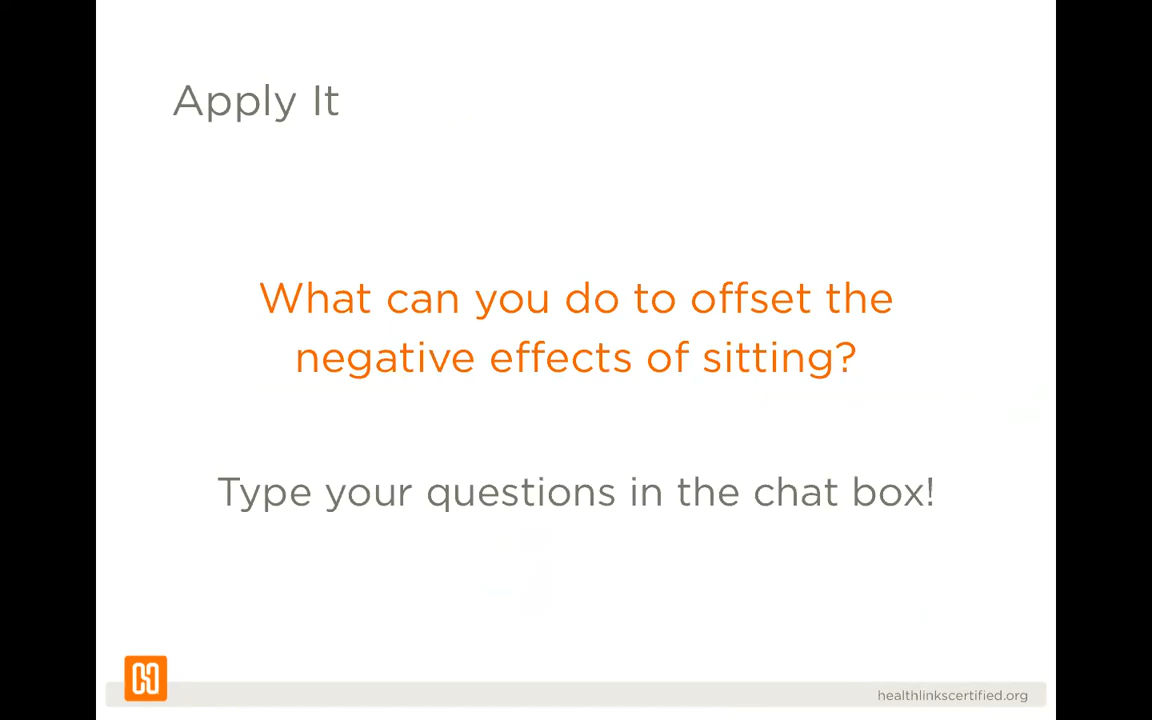 Apply It
What can you do to offset the
negative effects of sitting?
Type your questions in the chat box!
healthlinkscertified.org